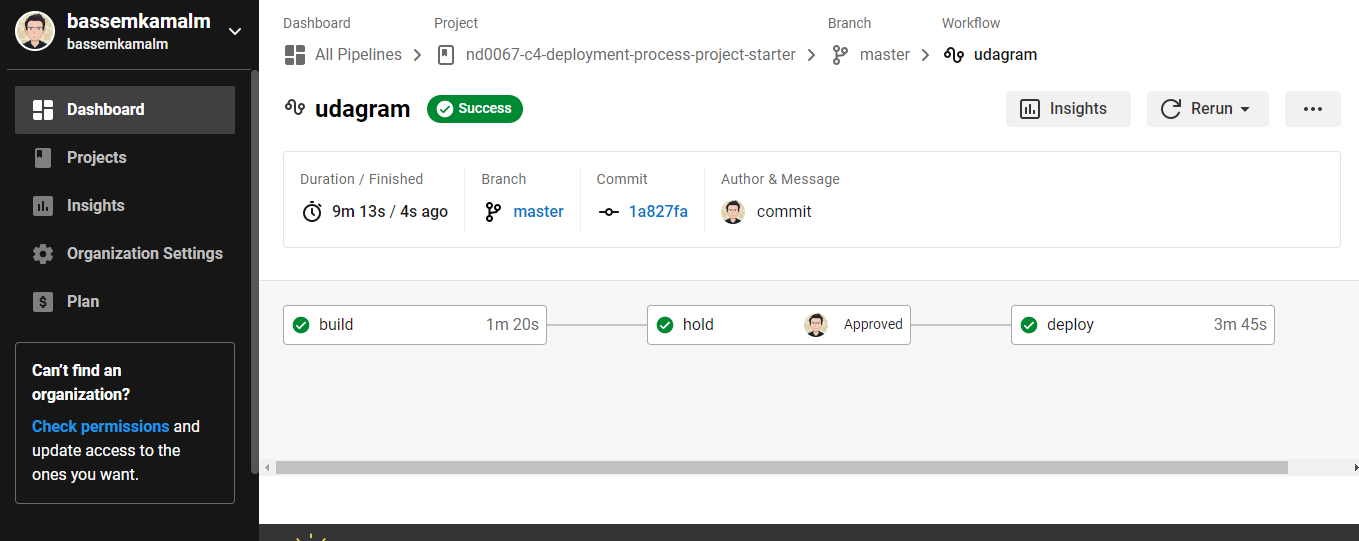 bassemkamalm
bassemkamalm
Dashboard
Projects
Insights
Organization Settings
Plan
Can't find an
organization?
Check permissions and
update access to the
ones you want.
Dashboard Project Branch Workflow
All Pipelines nd0067-c4-deployment-process-project-starter master udagram
udagram Success Insights Rerun
Duration / Finished Branch Commit Author & Message
9m 13s / 4s ago master 1a827fa commit
build 1m 20s hold Approved deploy 3m 45s